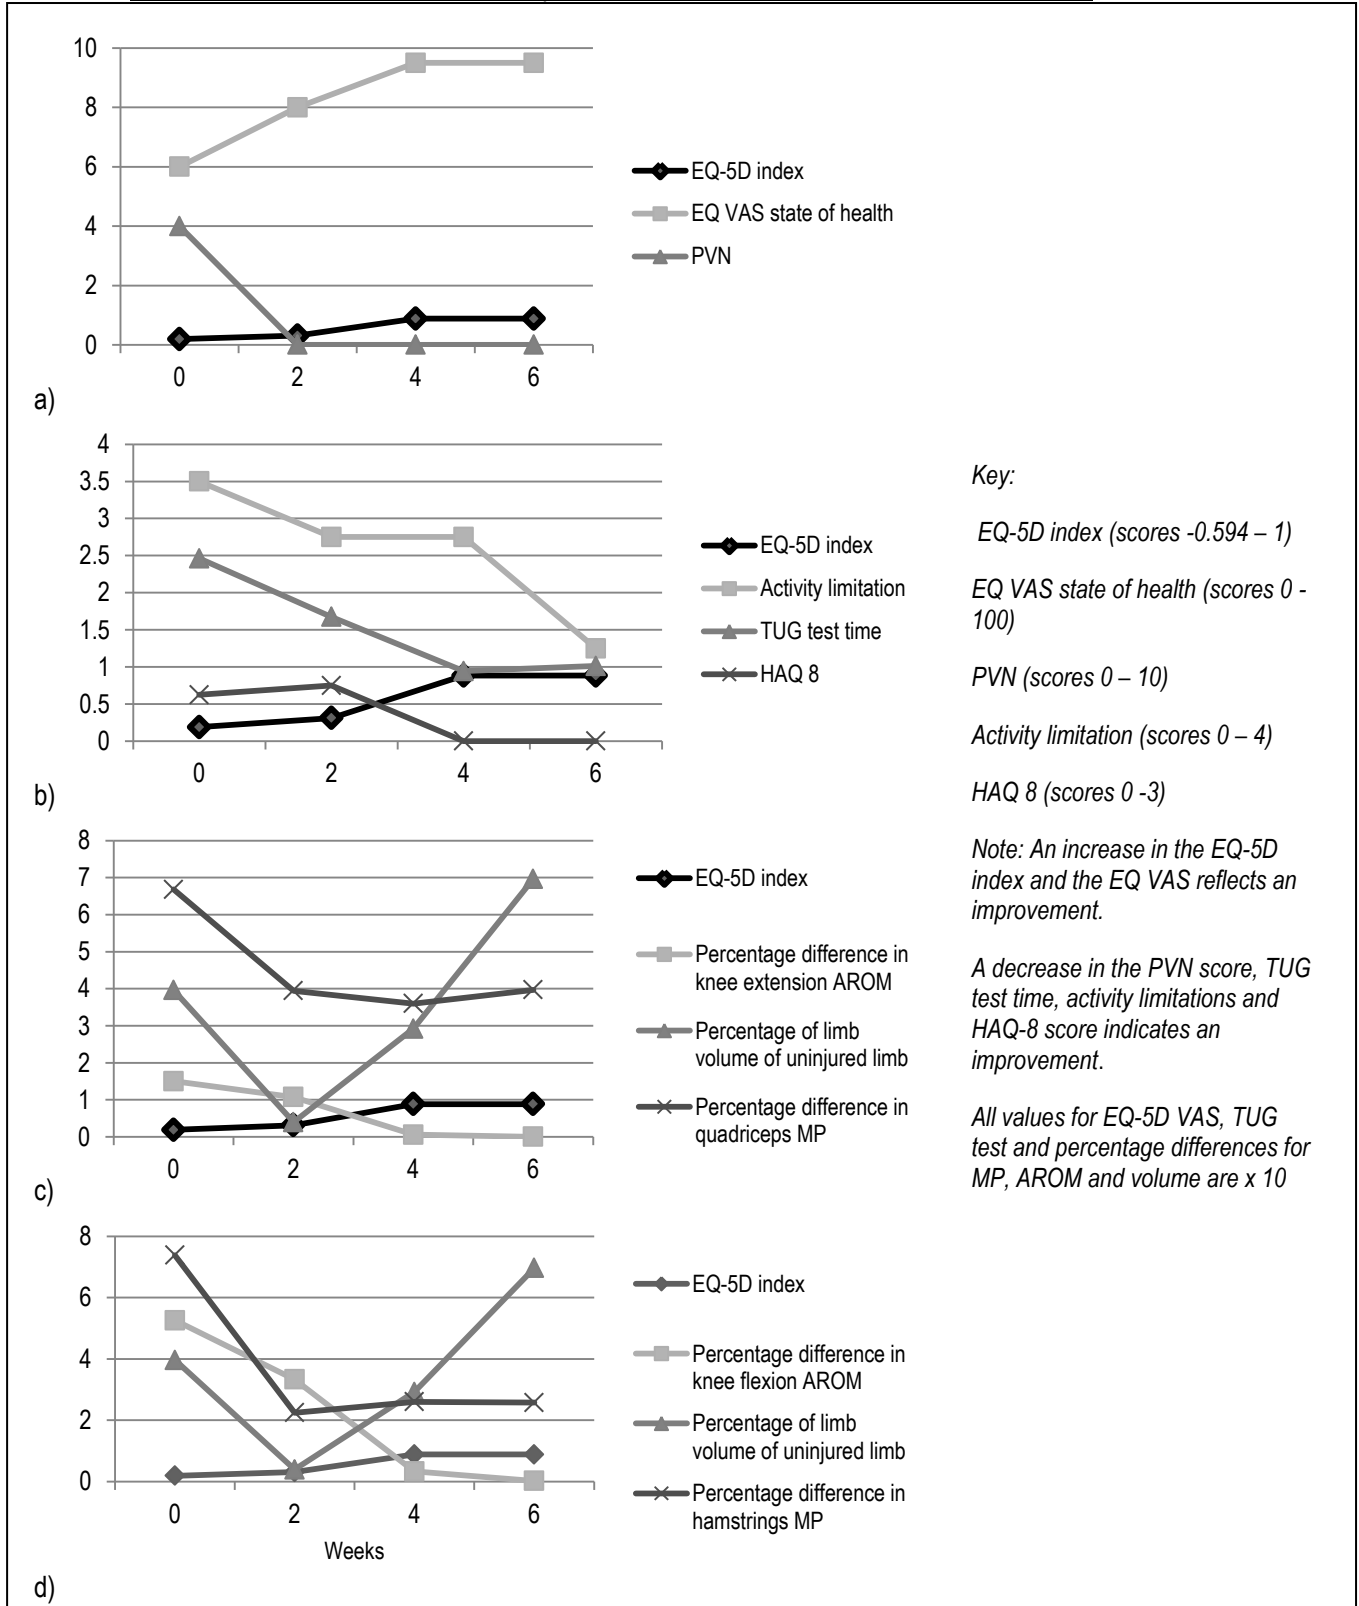 10
8
6
4
2
0
0 2 4 6
EQ-5D index
EQ VAS state of health
PVN
a)
4
3.5
3
2.5
2
1.5
1
0.5
0
0 2 4 6
EQ-5D index
Activity limitation
TUG test time
HAQ 8
b)
Key:
EQ-5D index (scores -0.594 – 1)
EQ VAS state of health (scores 0 -
100)
PVN (scores 0 – 10)
Activity limitation (scores 0 – 4)
HAQ 8 (scores 0 -3)
Note: An increase in the EQ-5D
index and the EQ VAS reflects an
improvement.
A decrease in the PVN score, TUG
test time, activity limitations and
HAQ-8 score indicates an
improvement.
All values for EQ-5D VAS, TUG
test and percentage differences for
MP, AROM and volume are x 10
8
7
6
5
4
3
2
1
0
0 2 4 6
EQ-5D index
Percentage difference in
knee extension AROM
Percentage of limb
volume of uninjured limb
Percentage difference in
quadriceps MP
c)
8
6
4
2
0
0 2 4 6
Weeks
EQ-5D index
Percentage difference in
knee flexion AROM
Percentage of limb
volume of uninjured limb
Percentage difference in
hamstrings MP
d)